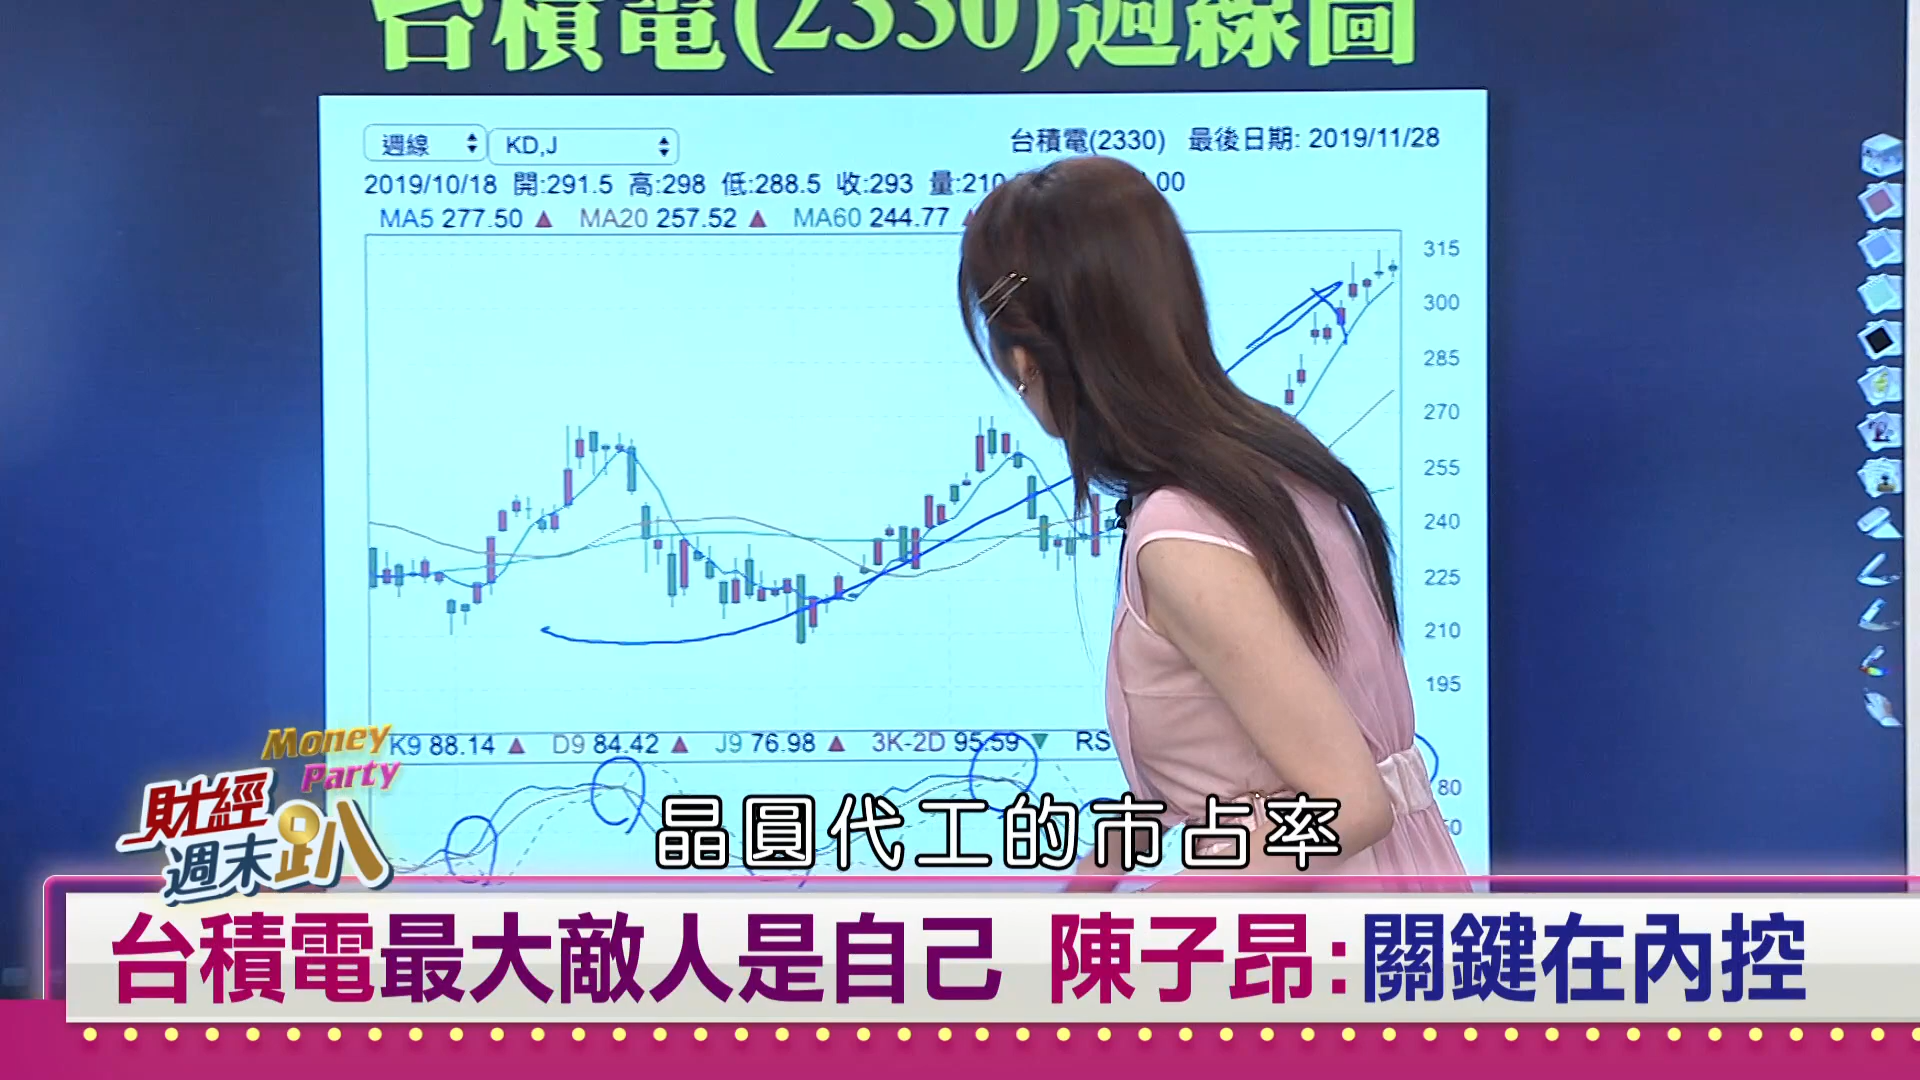 台積電(2330)週線圖
週線 KD,J 台積電(2330) 最後日期: 2019/11/28
2019/10/18 開:291.5 高:298 低:288.5 收:293 量:210 00
MA5 277.50 ▲ MA20 257.52 ▲ MA60 244.77
315
300
285
270
255
240
225
210
195
K9 88.14 ▲ D9 84.42 ▲ J9 76.98 ▲ 3K-2D 95.59 ▼ RS
80
Money
Party
財經
週末趴
晶圓代工的市占率
台積電最大敵人是自己 陳子昂:關鍵在內控